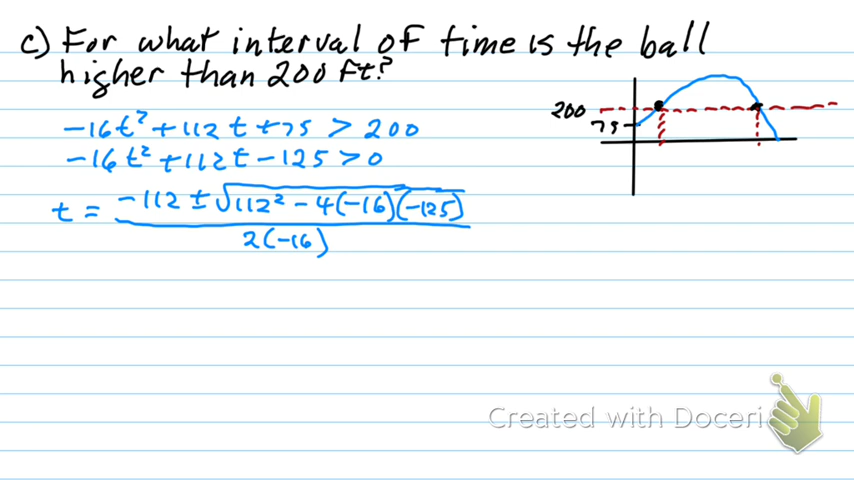 c) For what interval of time is the ball
higher than 200 ft?
200
75
-16t² + 112t + 75 > 200
-16t² + 112t - 125 > 0
t = -112 ± √112² - 4(-16)(-125)
2(-16)
Created with Doceri